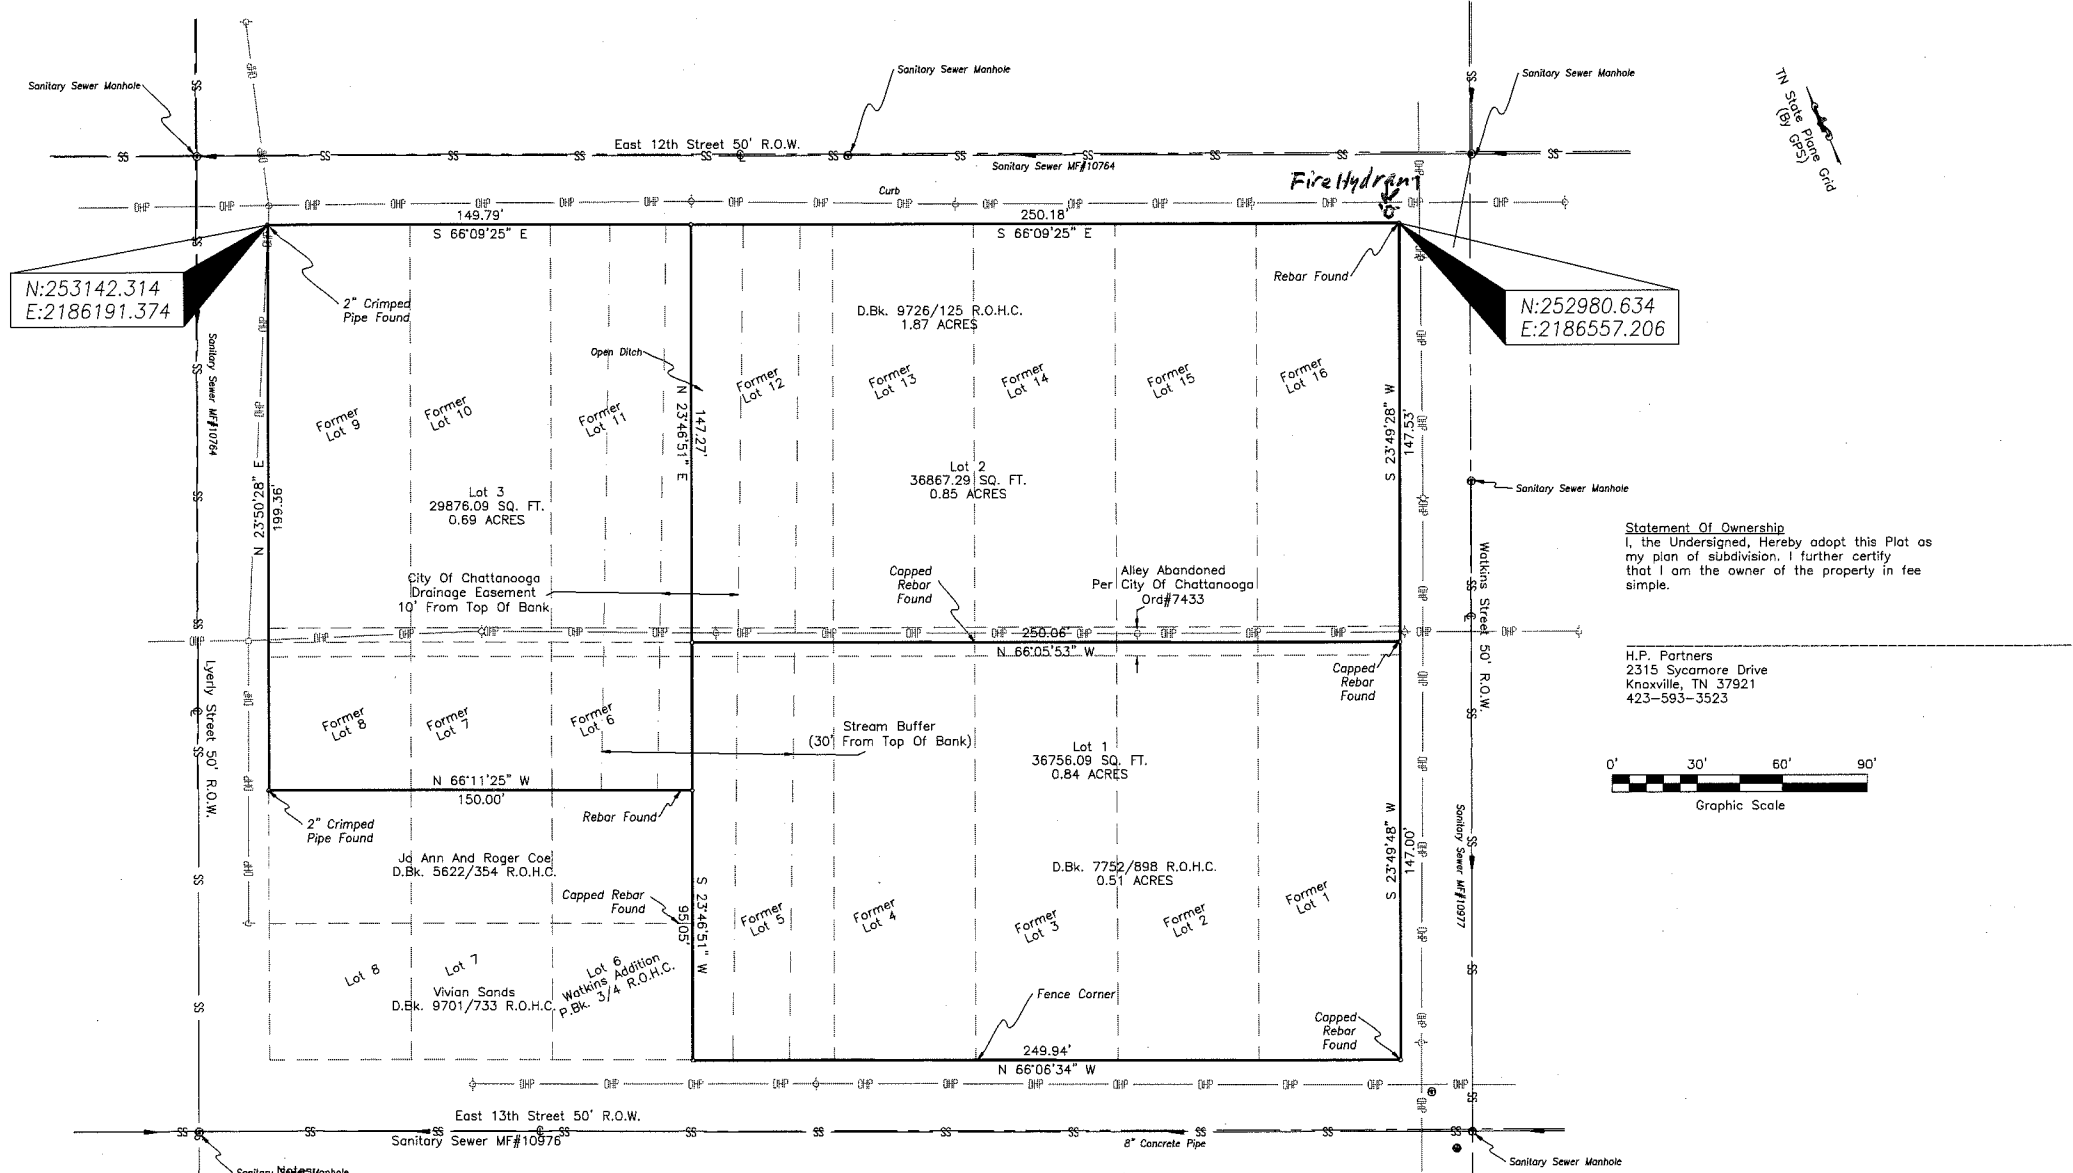 Sanitary Sewer Manhole
Sanitary Sewer Manhole
Sanitary Sewer Manhole
TN State Plane Grid
(By GPS)
East 12th Street 50' R.O.W.
Sanitary Sewer MF#10764
Fire Hydrant
Curb
149.79'
S 66°09'25" E
250.18'
S 66°09'25" E
N:253142.314
E:2186191.374
2" Crimped
Pipe Found
Rebar Found
N:252980.634
E:2186557.206
D.Bk. 9726/125 R.O.H.C.
1.87 ACRES
Open Ditch
Sanitary Sewer MF#10764
Former
Lot 9
Former
Lot 10
Former
Lot 11
Former
Lot 12
Former
Lot 13
Former
Lot 14
Former
Lot 15
Former
Lot 16
N 23°46'51" E
147.27'
S 23°49'28" W
147.53'
N 23°50'28" E
199.36'
Lot 3
29876.09 SQ. FT.
0.69 ACRES
Lot 2
36867.29 SQ. FT.
0.85 ACRES
Sanitary Sewer Manhole
Statement Of Ownership
I, the Undersigned, Hereby adopt this Plat as
my plan of subdivision. I further certify
that I am the owner of the property in fee
simple.
City Of Chattanooga
Drainage Easement
10' From Top Of Bank
Capped
Rebar
Found
Alley Abandoned
Per City Of Chattanooga
Ord#7433
Watkins Street 50' R.O.W.
250.06'
N 66°05'53" W
Capped
Rebar
Found
H.P. Partners
2315 Sycamore Drive
Knoxville, TN 37921
423-593-3523
Lyerly Street 50' R.O.W.
Former
Lot 8
Former
Lot 7
Former
Lot 6
Stream Buffer
(30' From Top Of Bank)
Lot 1
36756.09 SQ. FT.
0.84 ACRES
0' 30' 60' 90'
Graphic Scale
N 66°11'25" W
150.00'
2" Crimped
Pipe Found
Rebar Found
S 23°49'48" W
147.00'
Sanitary Sewer MF#10977
Jo Ann And Roger Coe
D.Bk. 5622/354 R.O.H.C.
D.Bk. 7752/898 R.O.H.C.
0.51 ACRES
Capped Rebar
Found
S 23°46'51" W
95.05'
Former
Lot 5
Former
Lot 4
Former
Lot 3
Former
Lot 2
Former
Lot 1
Lot 8
Lot 7
Lot 6
Watkins Addition
P.Bk. 3/4 R.O.H.C.
Vivian Sands
D.Bk. 9701/733 R.O.H.C.
Fence Corner
Capped
Rebar
Found
249.94'
N 66°06'34" W
East 13th Street 50' R.O.W.
Sanitary Sewer MF#10976
8" Concrete Pipe
Sanitary Sewer Manhole
Sanitary Sewer Manhole
Notes: